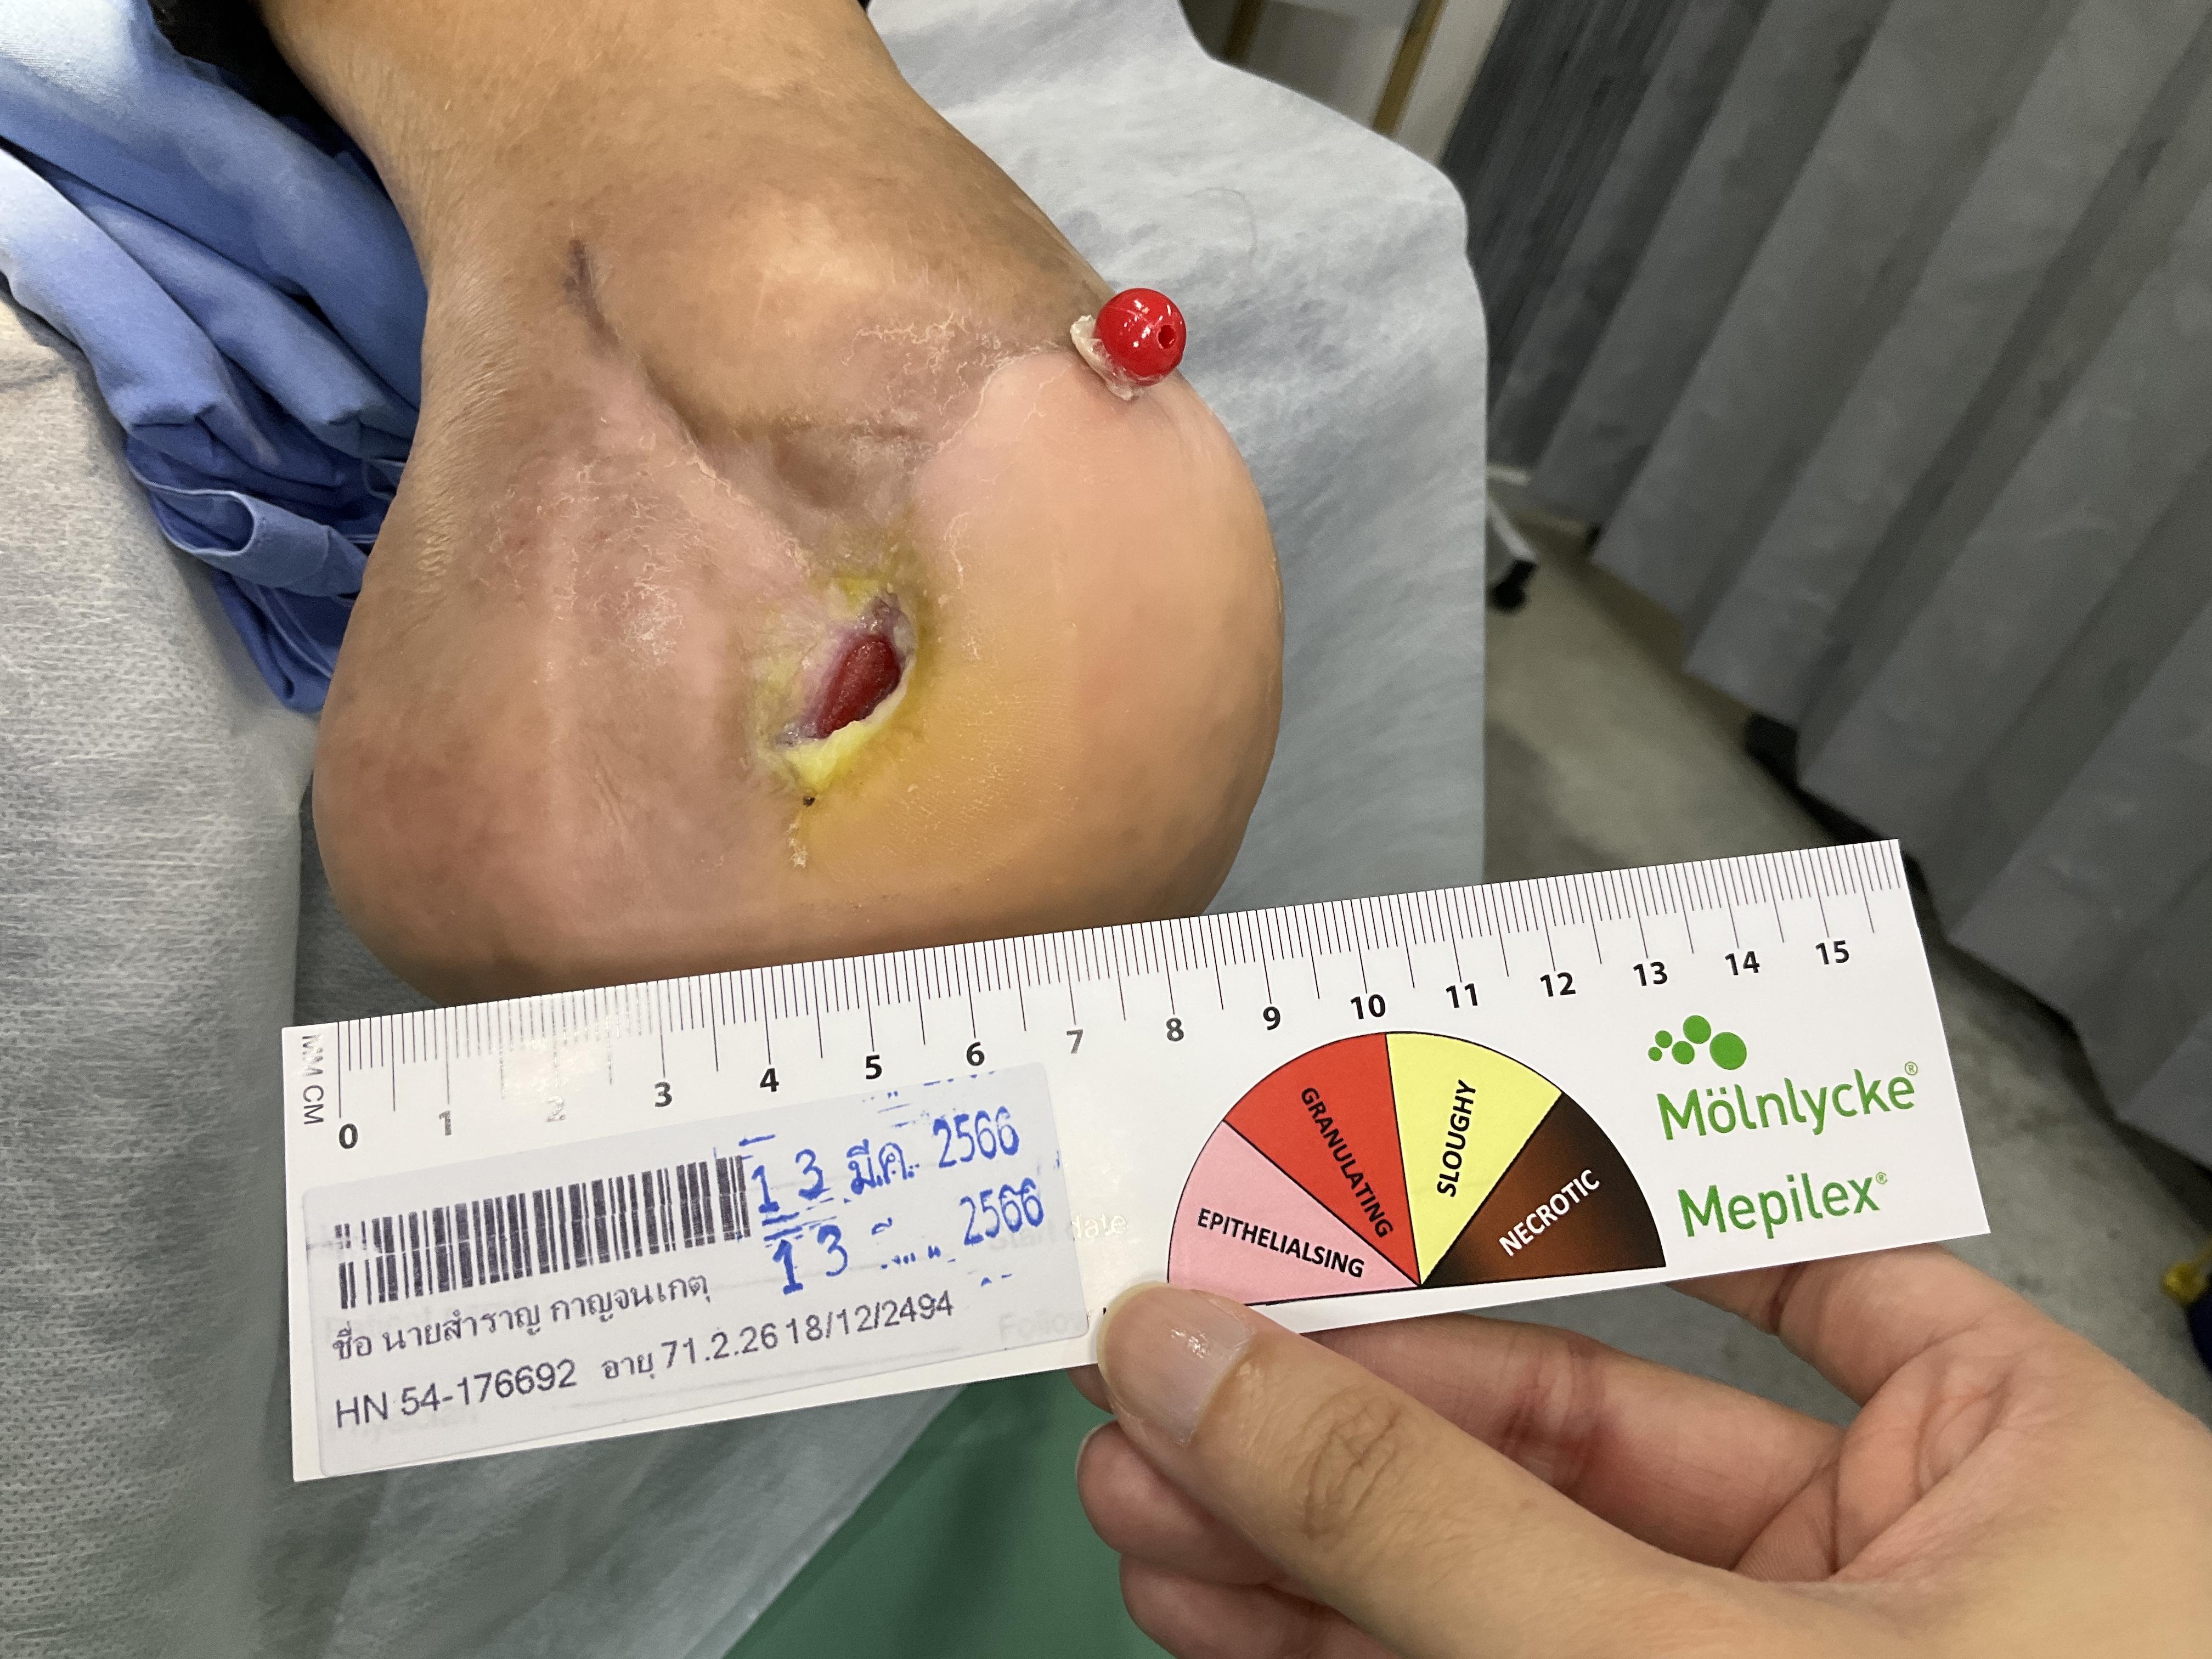 MM CM
0 1 2 3 4 5 6 7 8 9 10 11 12 13 14 15
13 มี.ค. 2566
13 2566
ชื่อ นายสำราญ กาญจนเกตุ
HN 54-176692 อายุ 71.2.26 18/12/2494
date
Follow
EPITHELIALSING
GRANULATING
SLOUGHY
NECROTIC
Mölnlycke®
Mepilex®